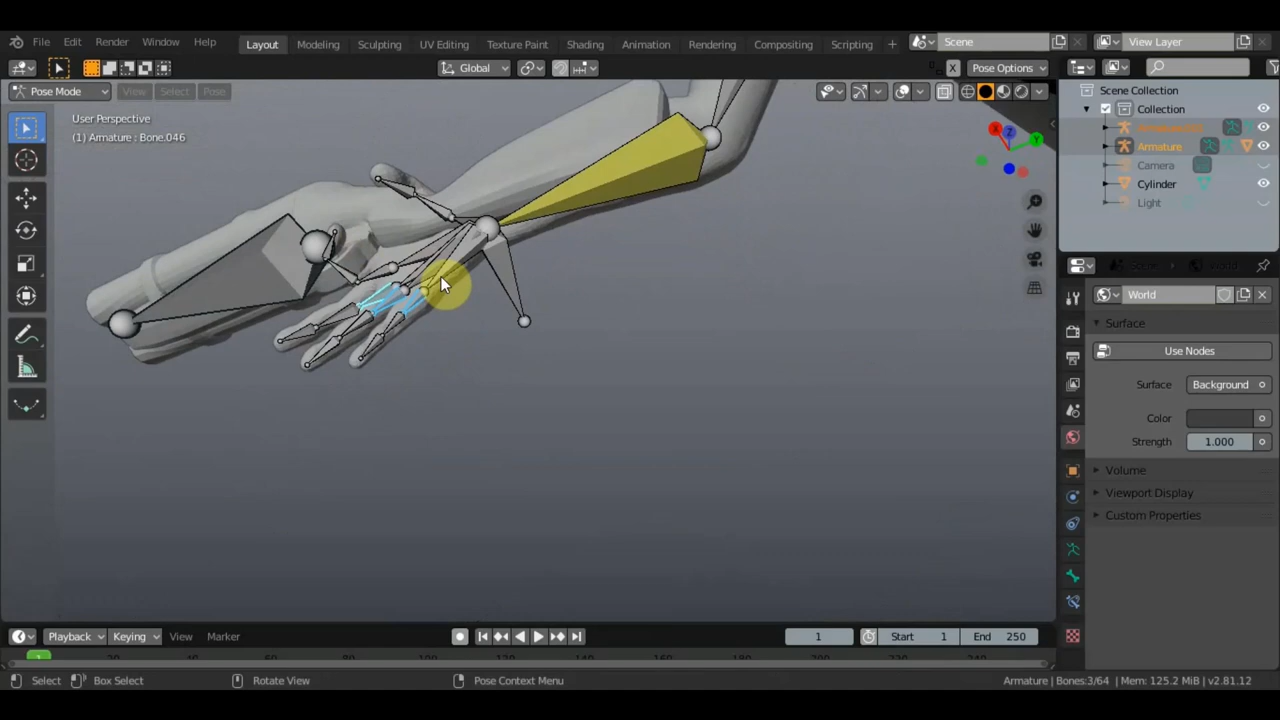 File Edit Render Window Help Layout Modeling Sculpting UV Editing Texture Paint Shading Animation Rendering Compositing Scripting Scene View Layer
Global X Pose Options
Pose Mode View Select Pose
Scene Collection
User Perspective
(1) Armature : Bone.046
Collection
Armature
Camera
Cylinder
Light
X Z Y
World
Surface
Use Nodes
Surface Background
Color
Strength 1.000
Volume
Viewport Display
Custom Properties
Playback Keying View Marker 1 Start 1 End 250
Select Box Select Rotate View Pose Context Menu Armature | Bones:3/64 | Mem: 125.2 MiB | v2.81.12